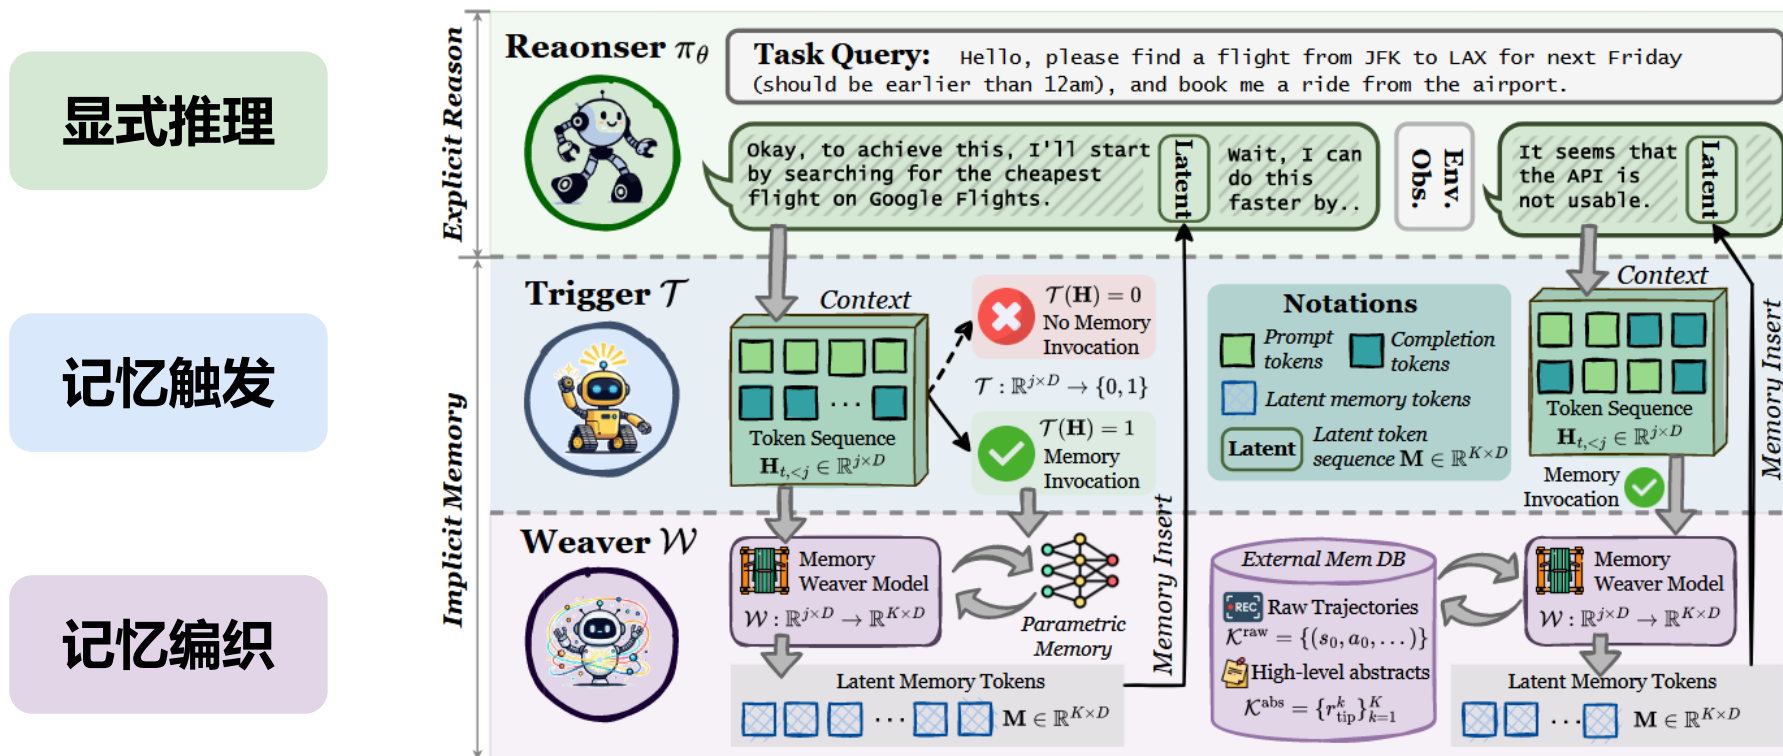 显式推理
记忆触发
记忆编织
Explicit Reason
Implicit Memory
Reaonser πθ
Task Query: Hello, please find a flight from JFK to LAX for next Friday
(should be earlier than 12am), and book me a ride from the airport.
Okay, to achieve this, I'll start
by searching for the cheapest
flight on Google Flights.
Latent
Wait, I can
do this
faster by..
Env.
Obs.
It seems that
the API is
not usable.
Latent
Trigger 𝒯
Context
Token Sequence
H_{t,<j} ∈ ℝ^{j×D}
𝒯(H) = 0
No Memory
Invocation
𝒯 : ℝ^{j×D} → {0, 1}
𝒯(H) = 1
Memory
Invocation
Notations
Prompt
tokens
Completion
tokens
Latent memory tokens
Latent
Latent token
sequence M ∈ ℝ^{K×D}
Context
Token Sequence
H_{t,<j} ∈ ℝ^{j×D}
Memory
Invocation
Memory Insert
Memory Insert
Weaver 𝒲
Memory
Weaver Model
𝒲 : ℝ^{j×D} → ℝ^{K×D}
Parametric
Memory
Latent Memory Tokens
··· M ∈ ℝ^{K×D}
External Mem DB
REC Raw Trajectories
𝒦^{raw} = {(s_0, a_0, . . . )}
High-level abstracts
𝒦^{abs} = {r^k_{tip}}^K_{k=1}
Memory
Weaver Model
𝒲 : ℝ^{j×D} → ℝ^{K×D}
Latent Memory Tokens
··· M ∈ ℝ^{K×D}